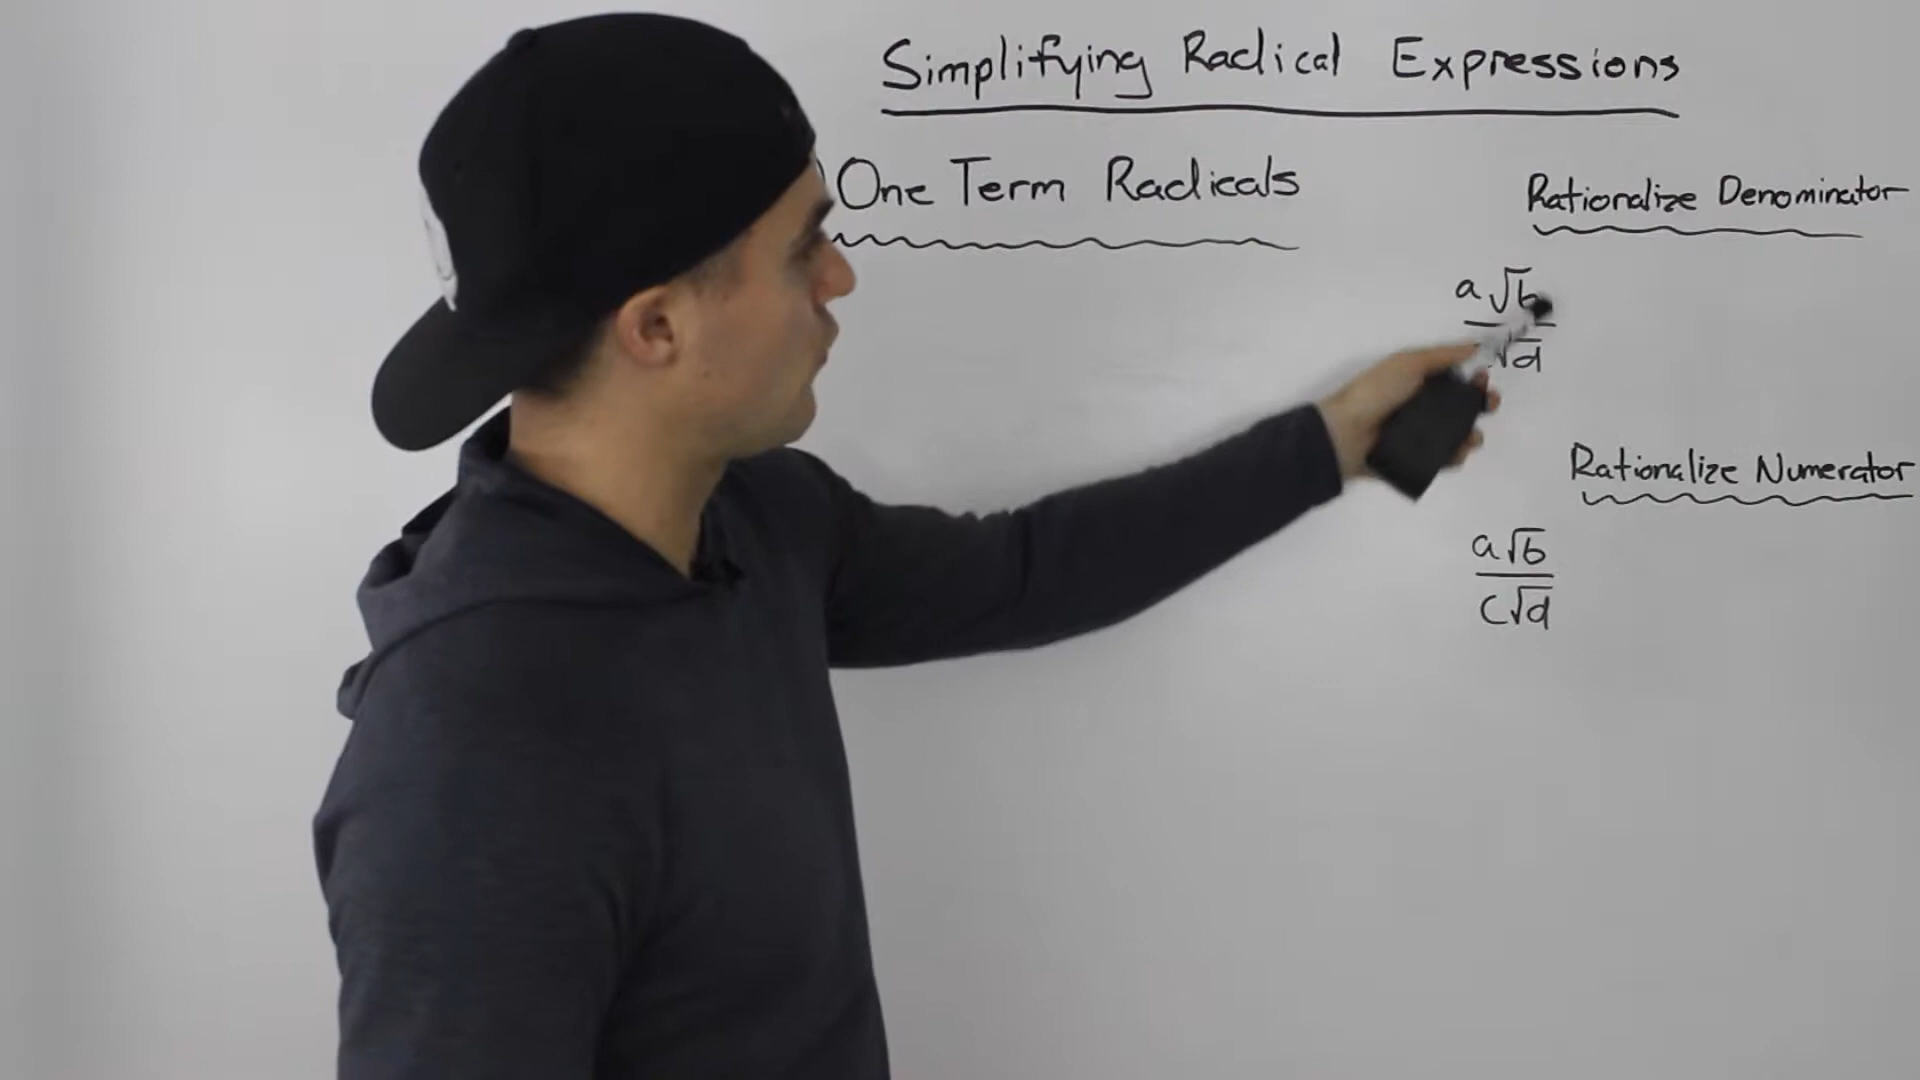 Simplifying Radical Expressions
) One Term Radicals
Rationalize Denominator
a√b
√d
Rationalize Numerator
a√b
c√d